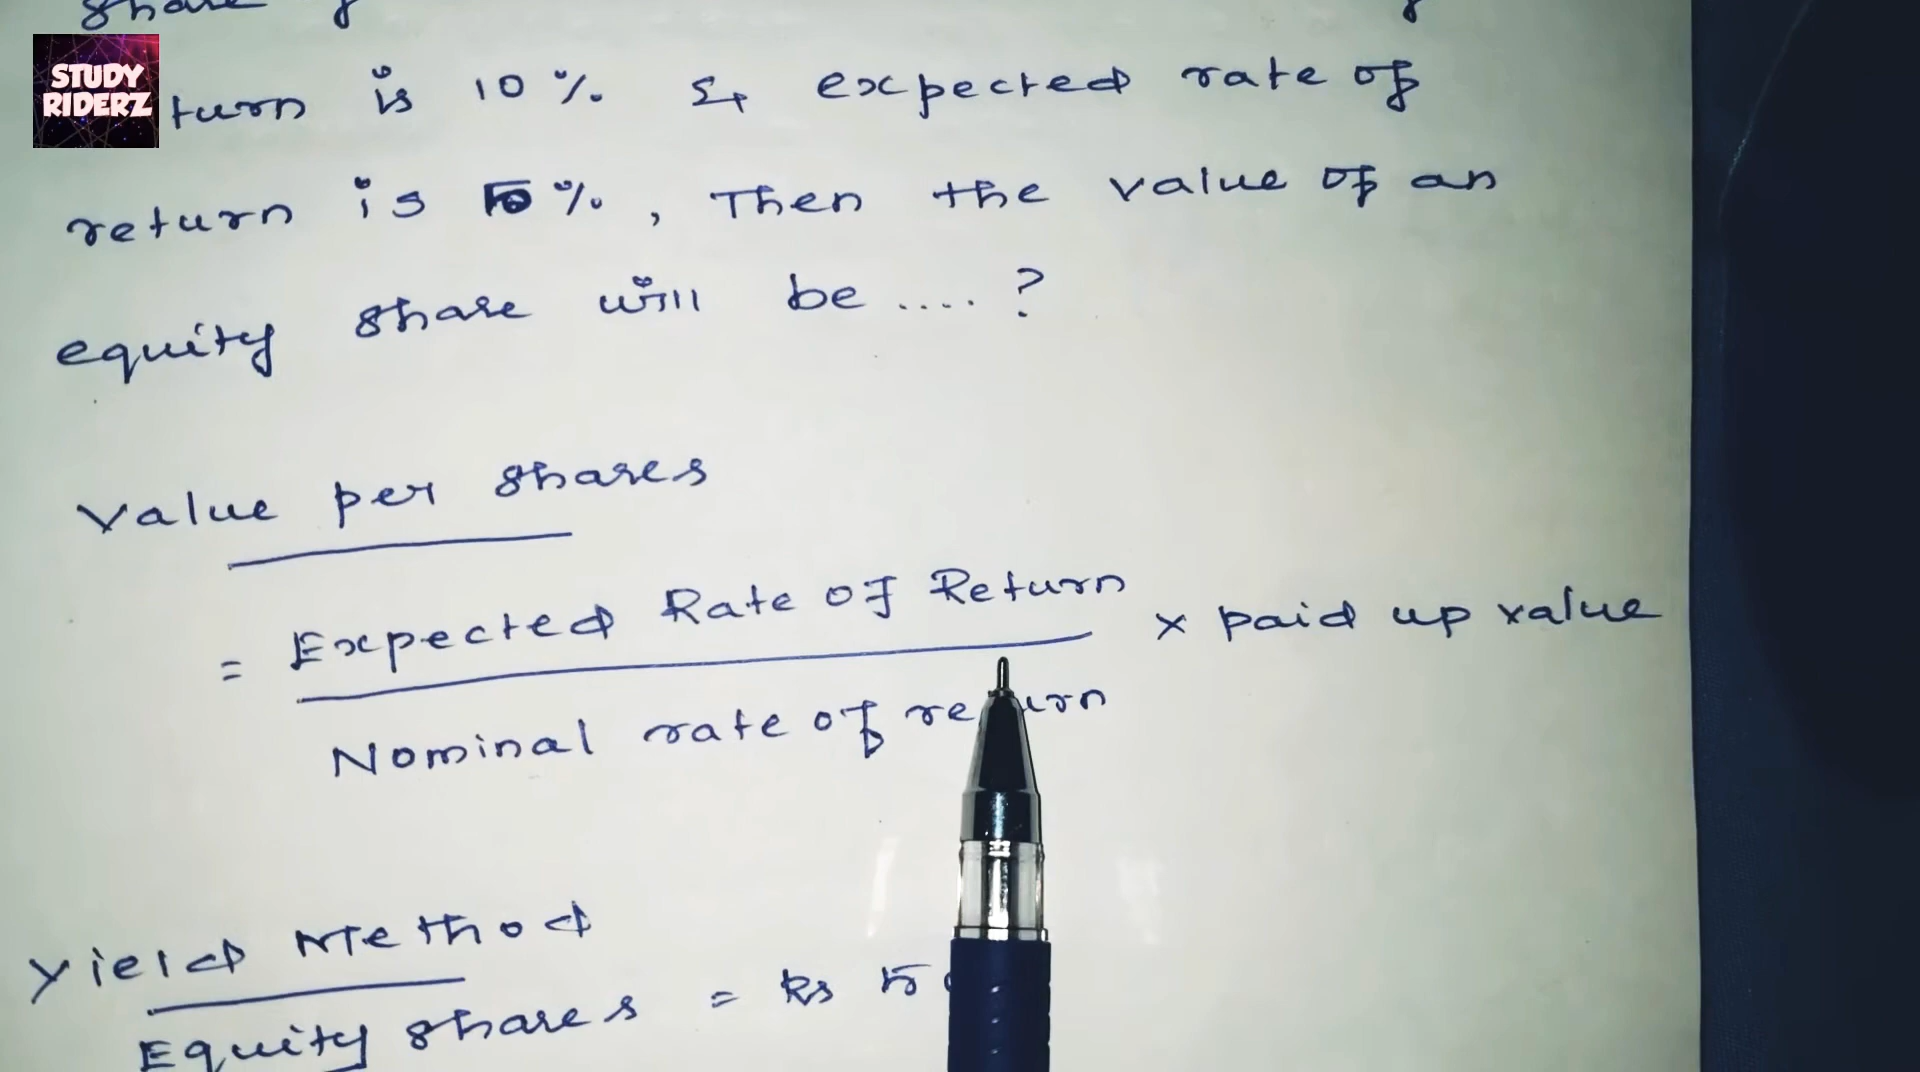 share
STUDY
RIDERZ
turn is 10 % & expected rate of
return is %, Then the value of an
equity share will be .... ?
Value per shares
= Expected Rate of Return × paid up value
Nominal rate of return
Yield Method
Equity shares = Rs